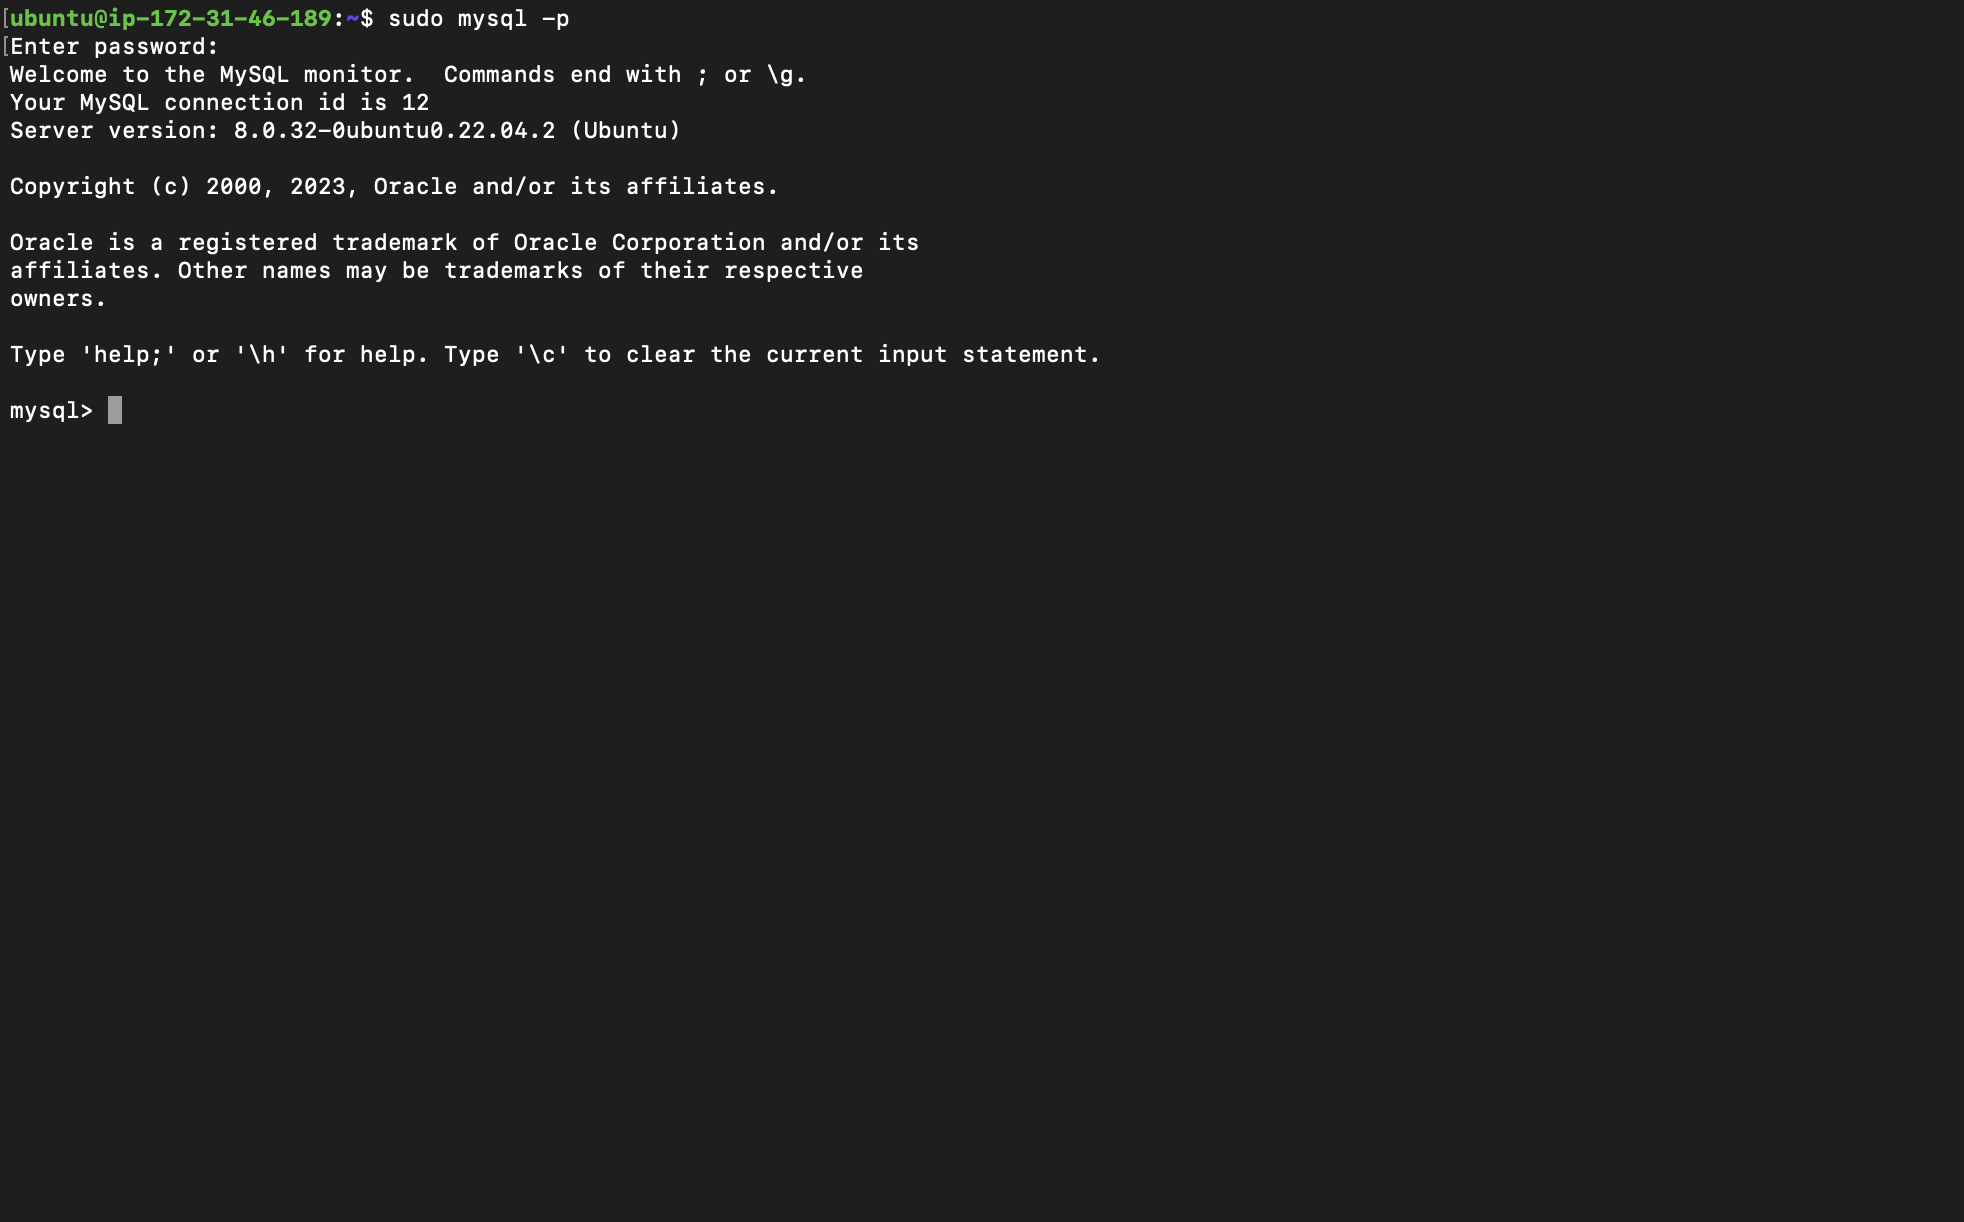 [ubuntu@ip-172-31-46-189:~$ sudo mysql -p
[Enter password:
Welcome to the MySQL monitor.  Commands end with ; or \g.
Your MySQL connection id is 12
Server version: 8.0.32-0ubuntu0.22.04.2 (Ubuntu)
Copyright (c) 2000, 2023, Oracle and/or its affiliates.
Oracle is a registered trademark of Oracle Corporation and/or its
affiliates. Other names may be trademarks of their respective
owners.
Type 'help;' or '\h' for help. Type '\c' to clear the current input statement.
mysql>